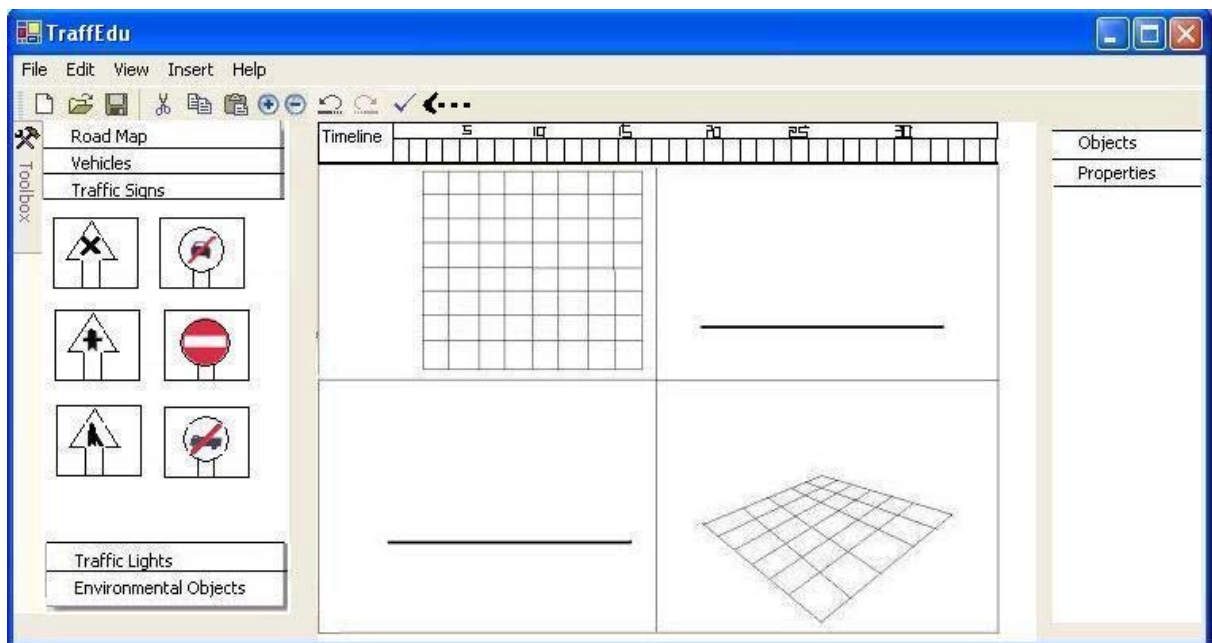 TraffEdu
File Edit View Insert Help
Toolbox
Road Map
Vehicles
Traffic Signs
Traffic Lights
Environmental Objects
Timeline 5 10 15 20 25 30
Objects
Properties